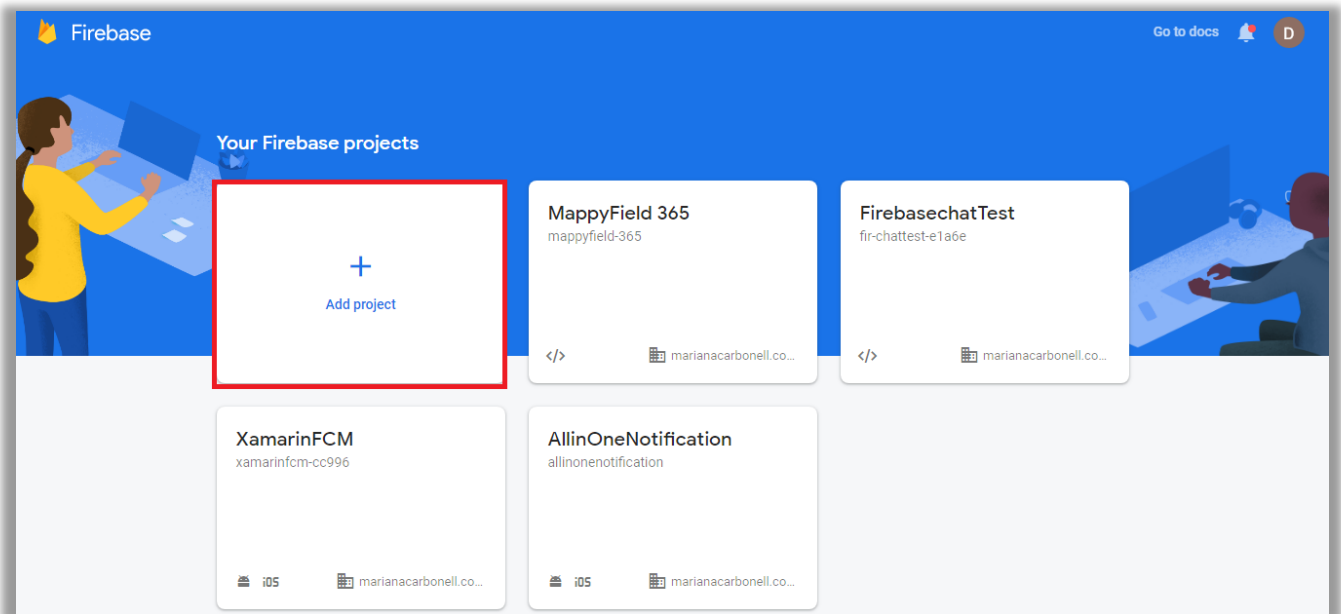 Firebase
Go to docs
D
Your Firebase projects
Add project
MappyField 365
mappyfield-365
</>
marianacarbonell.co...
FirebasechatTest
fir-chattest-e1a6e
</>
marianacarbonell.co...
XamarinFCM
xamarinfcm-cc996
iOS
marianacarbonell.co...
AllinOneNotification
allinonenotification
iOS
marianacarbonell.co...